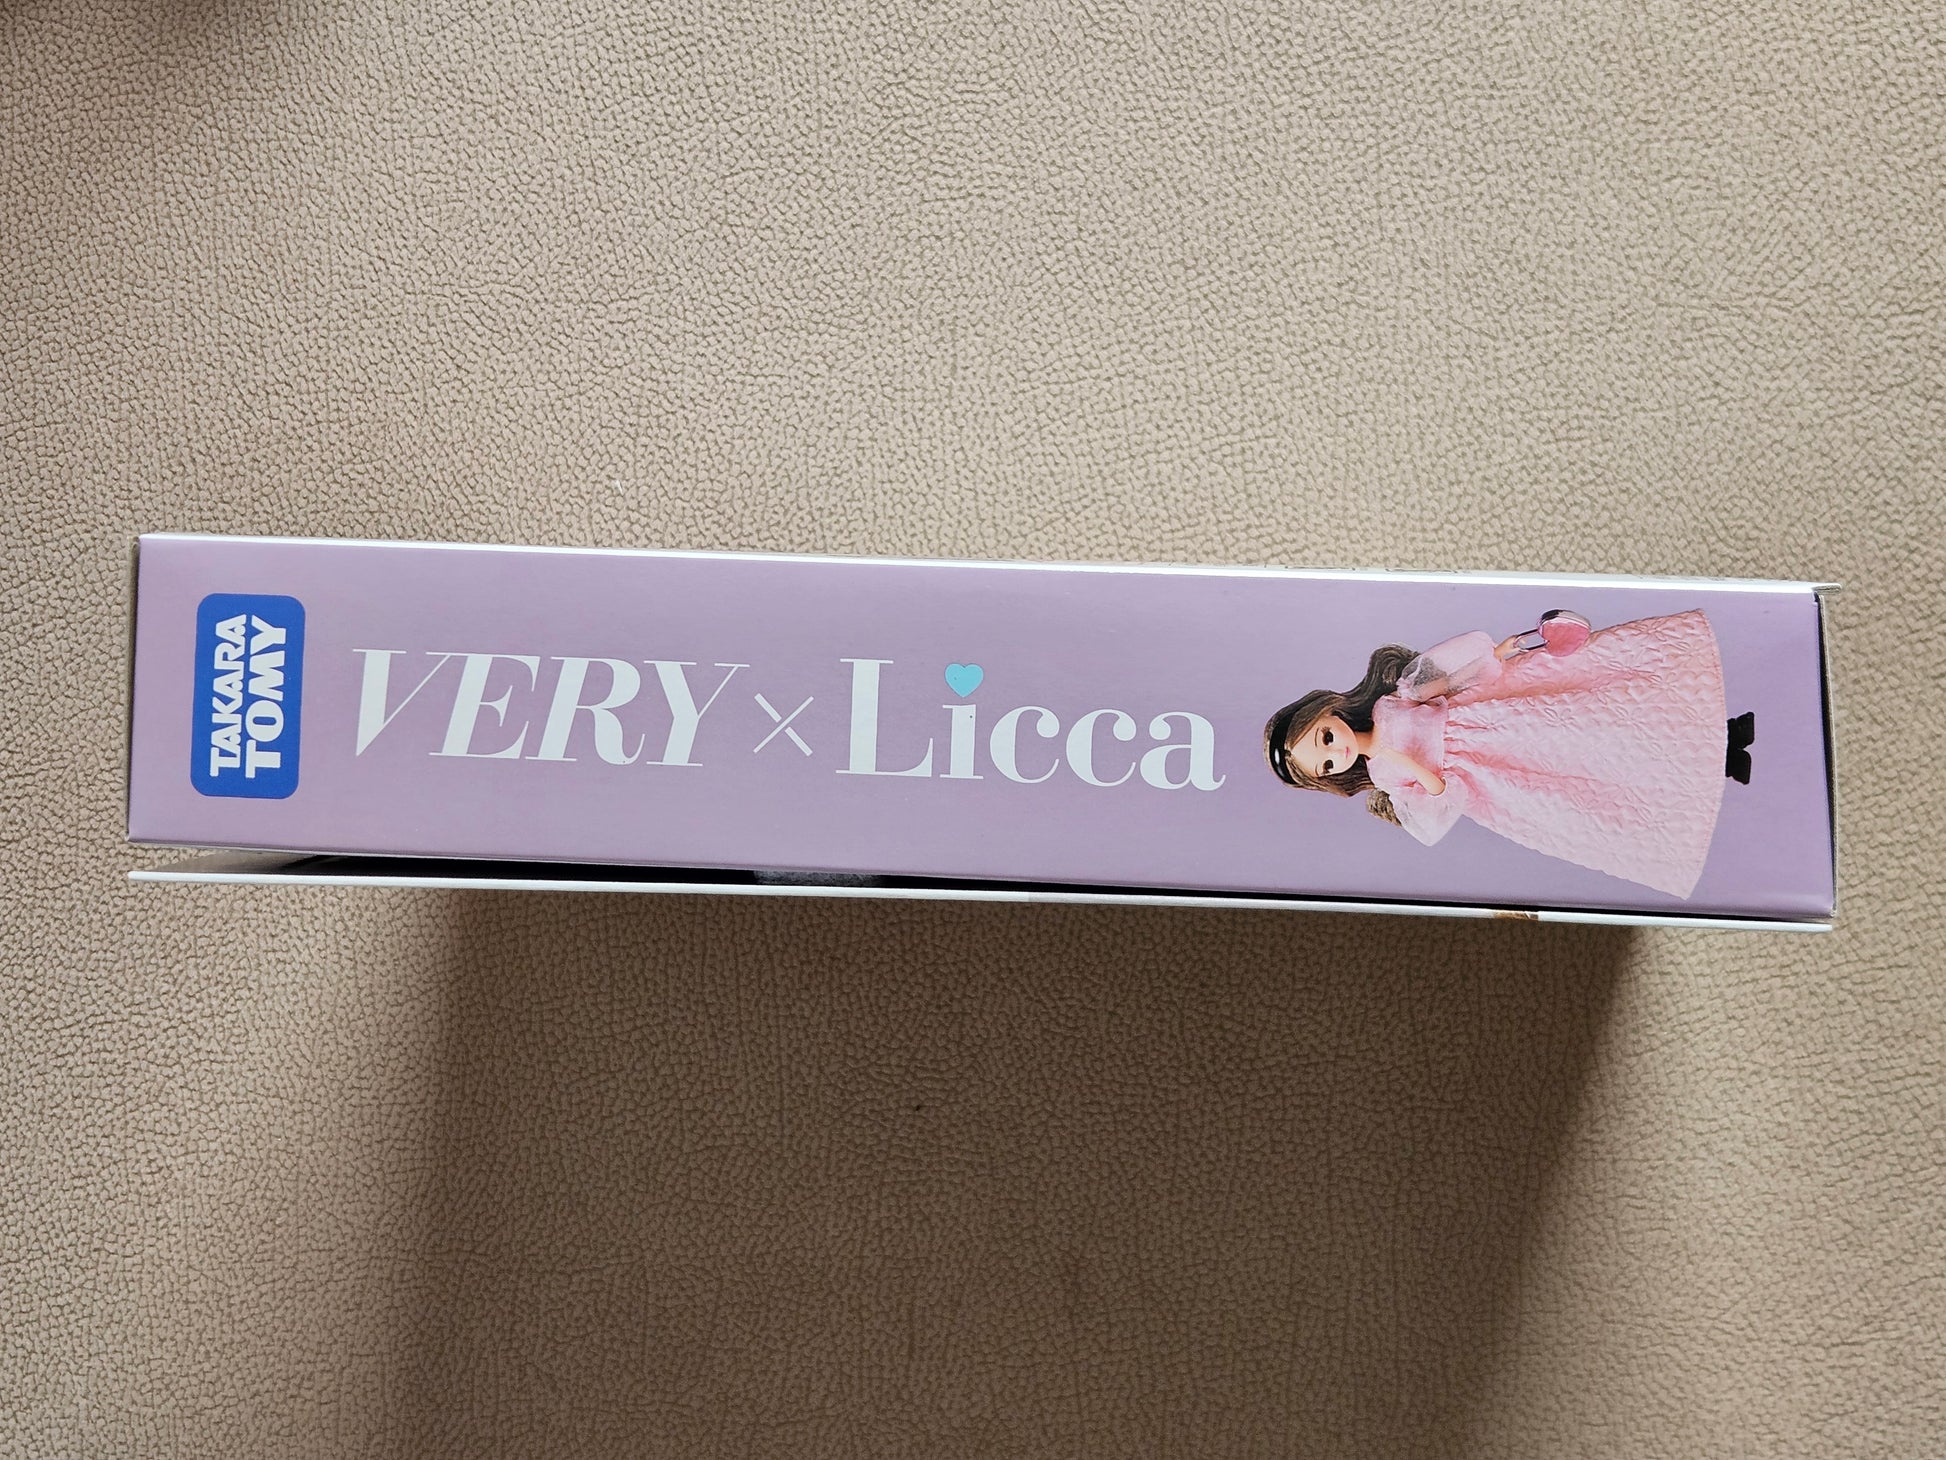 TAKARA
TOMY
VERY × Licca